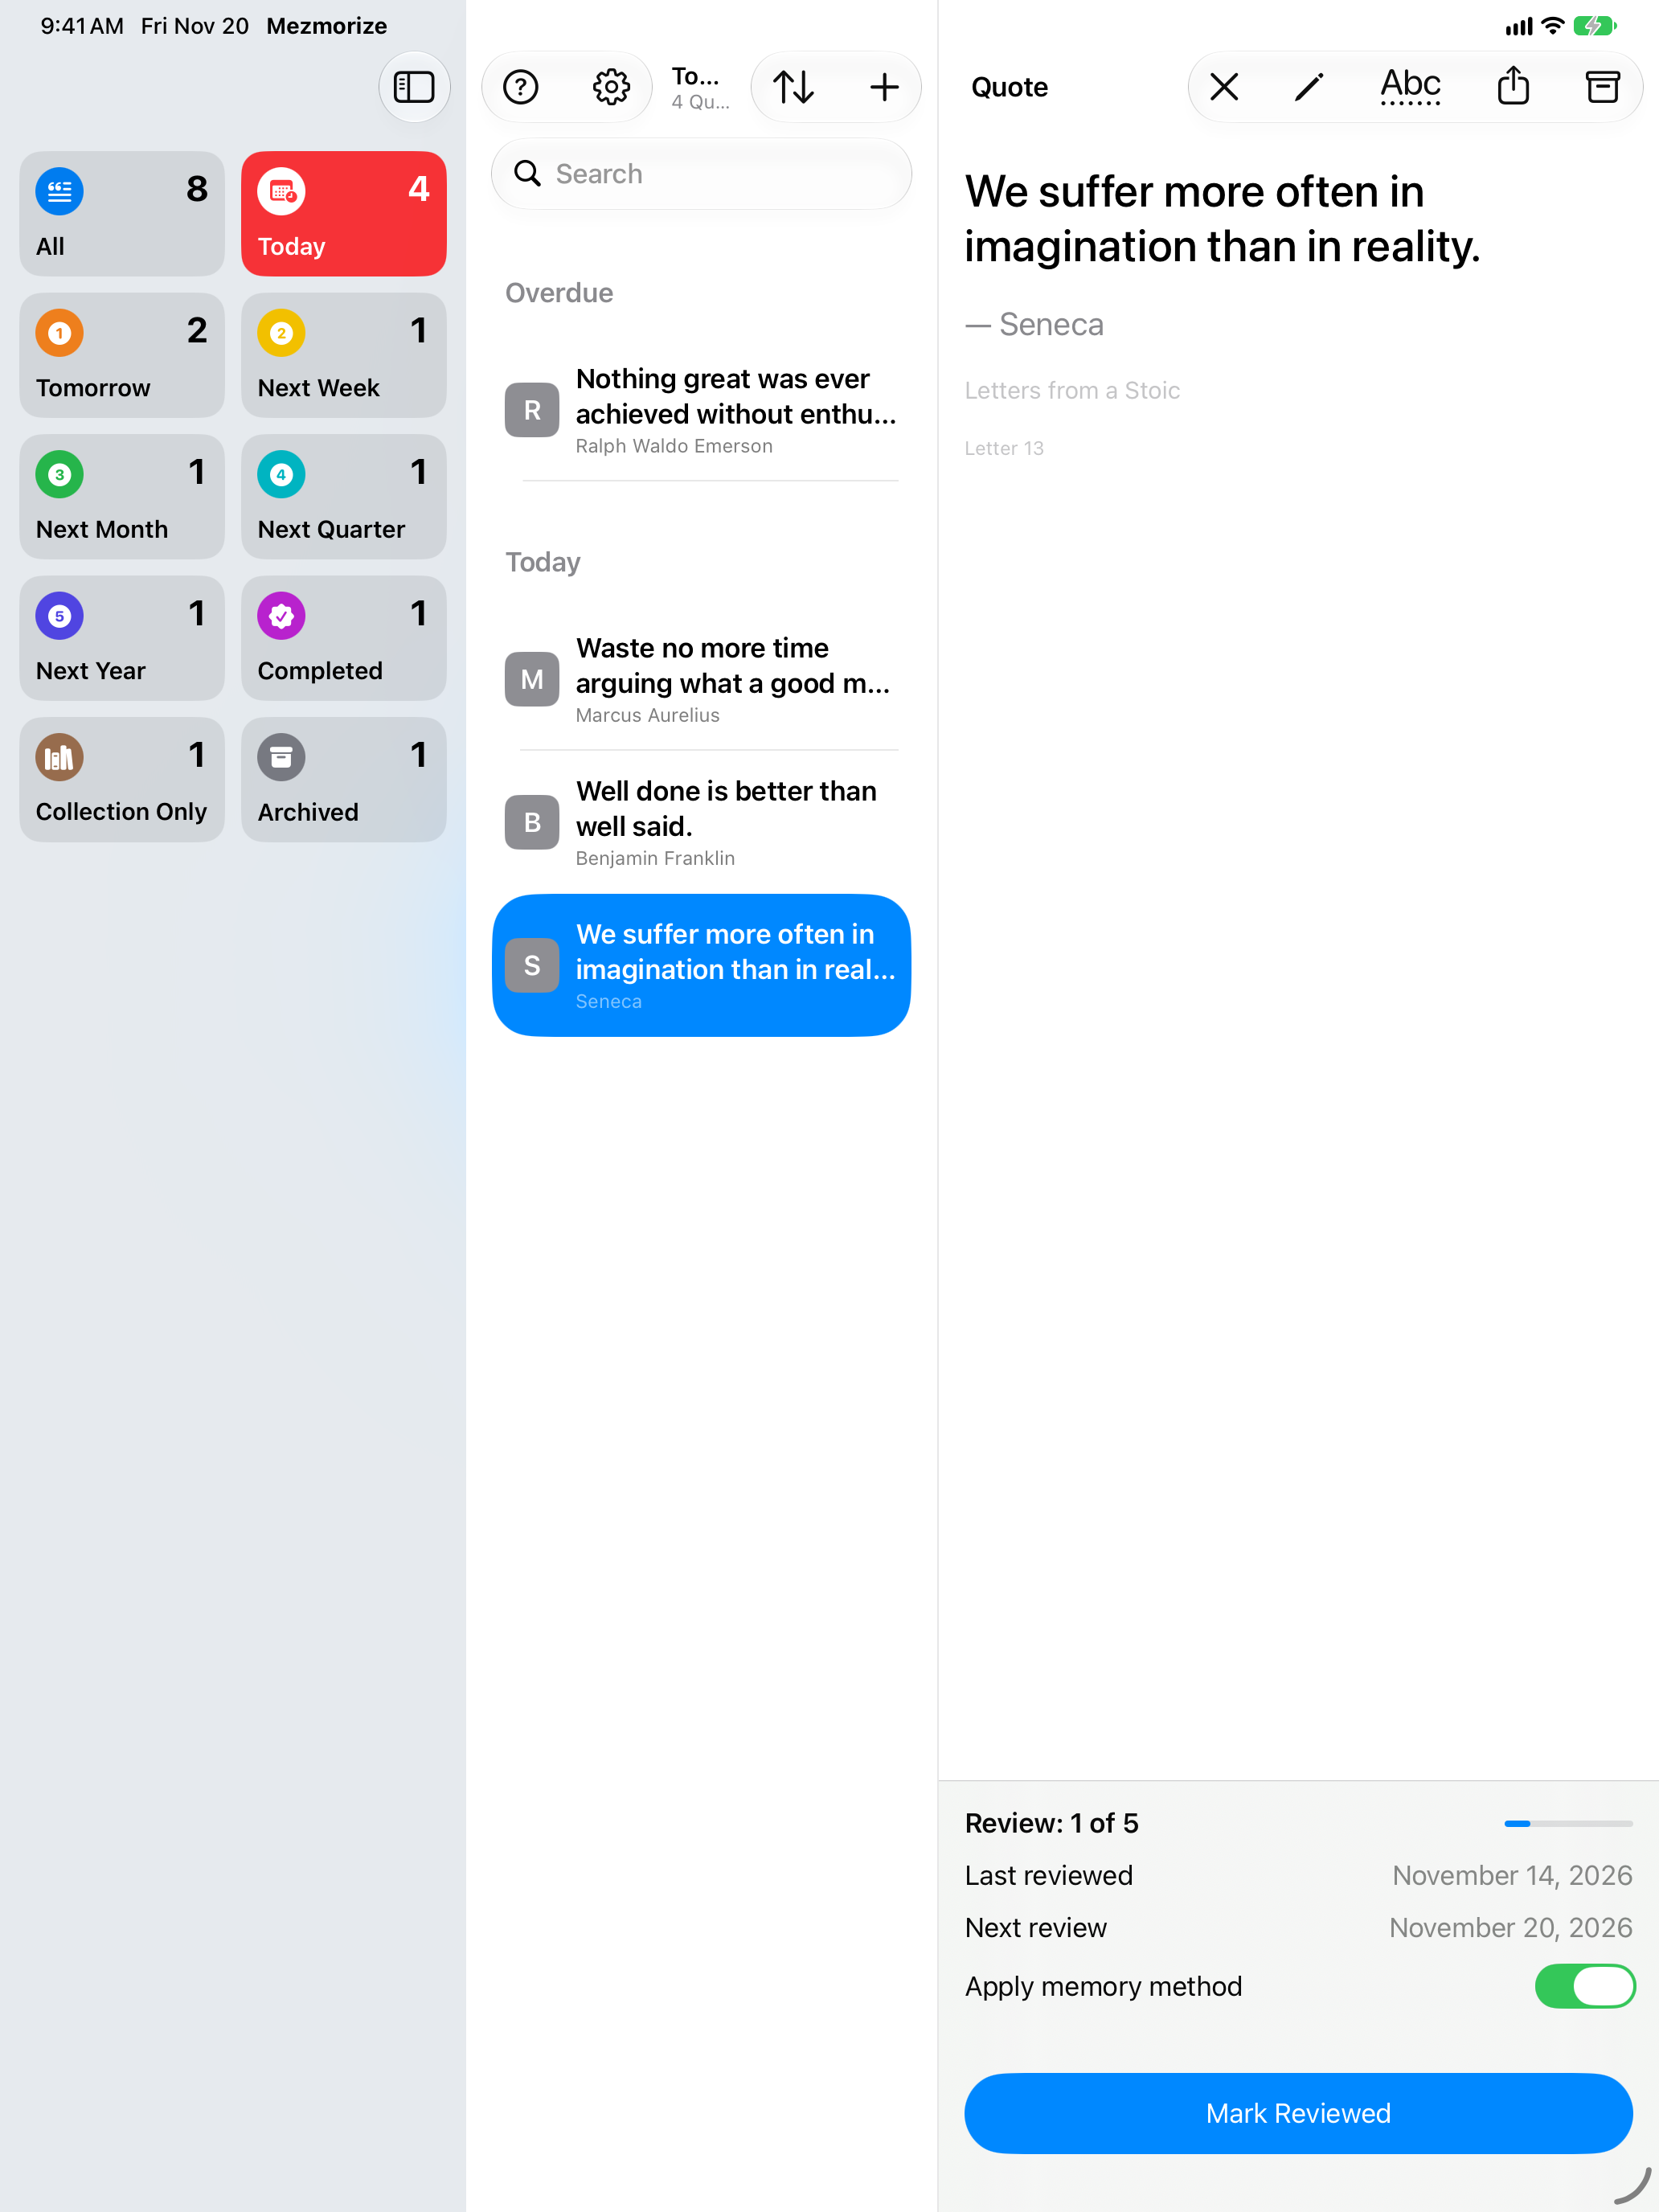 9:41 AM Fri Nov 20 Mezmorize
8
All
4
Today
1
2
Tomorrow
2
1
Next Week
3
1
Next Month
4
1
Next Quarter
5
1
Next Year
1
Completed
1
Collection Only
1
Archived
?
To...
4 Qu...
Search
Overdue
R
Nothing great was ever
achieved without enthu...
Ralph Waldo Emerson
Today
M
Waste no more time
arguing what a good m...
Marcus Aurelius
B
Well done is better than
well said.
Benjamin Franklin
S
We suffer more often in
imagination than in real...
Seneca
Quote
Abc
We suffer more often in
imagination than in reality.
— Seneca
Letters from a Stoic
Letter 13
Review: 1 of 5
Last reviewed November 14, 2026
Next review November 20, 2026
Apply memory method
Mark Reviewed